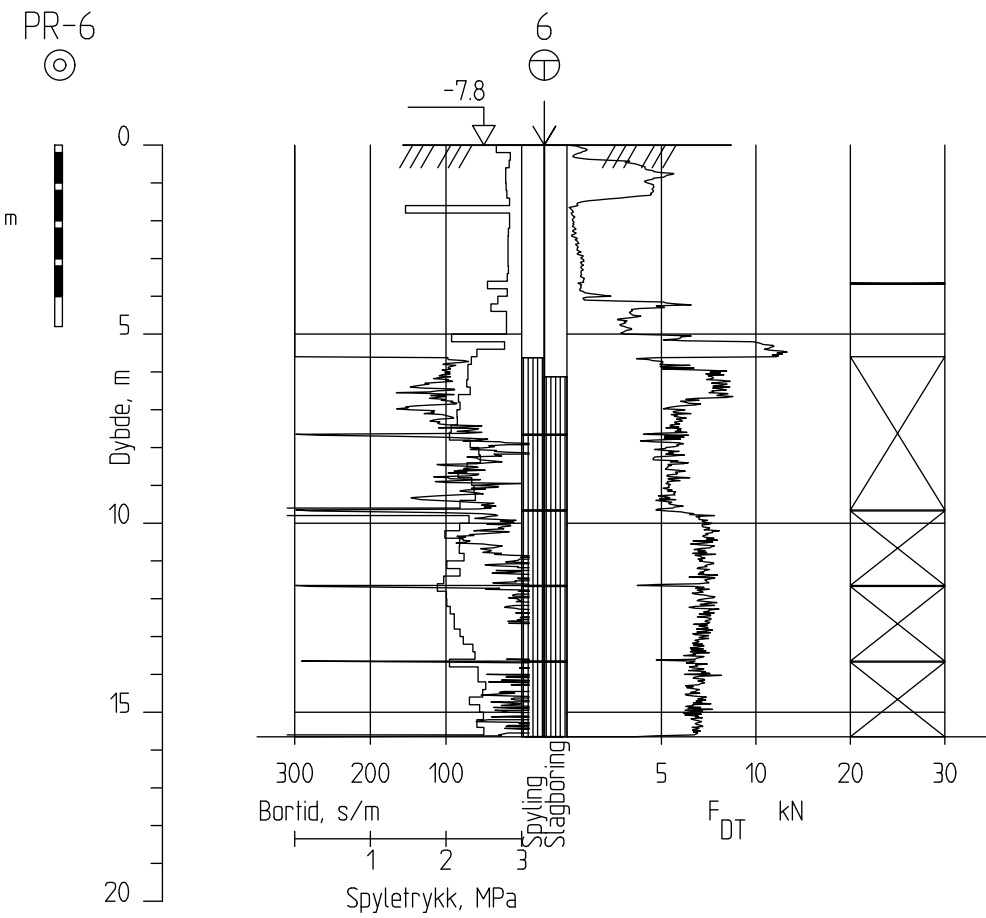 PR-6
6
-7.8
0
m
5
Dybde, m
10
15
20
300 200 100 5 10 20 30
Bortid, s/m
Spyling
Slagboring
F DT kN
1 2 3
Spyletrykk, MPa